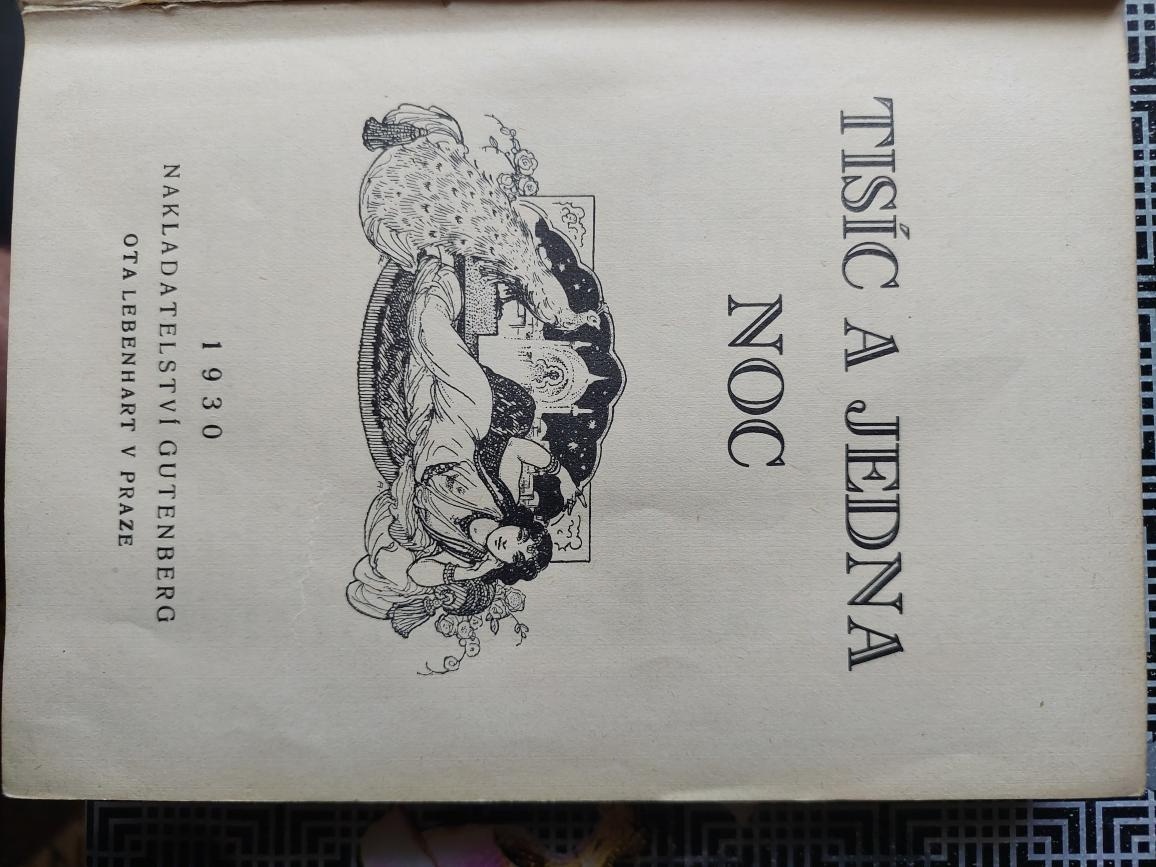 TISÍC A JEDNA
NOC
1930
NAKLADATELSTVÍ GUTENBERG
OTA LEBENHART V PRAZE